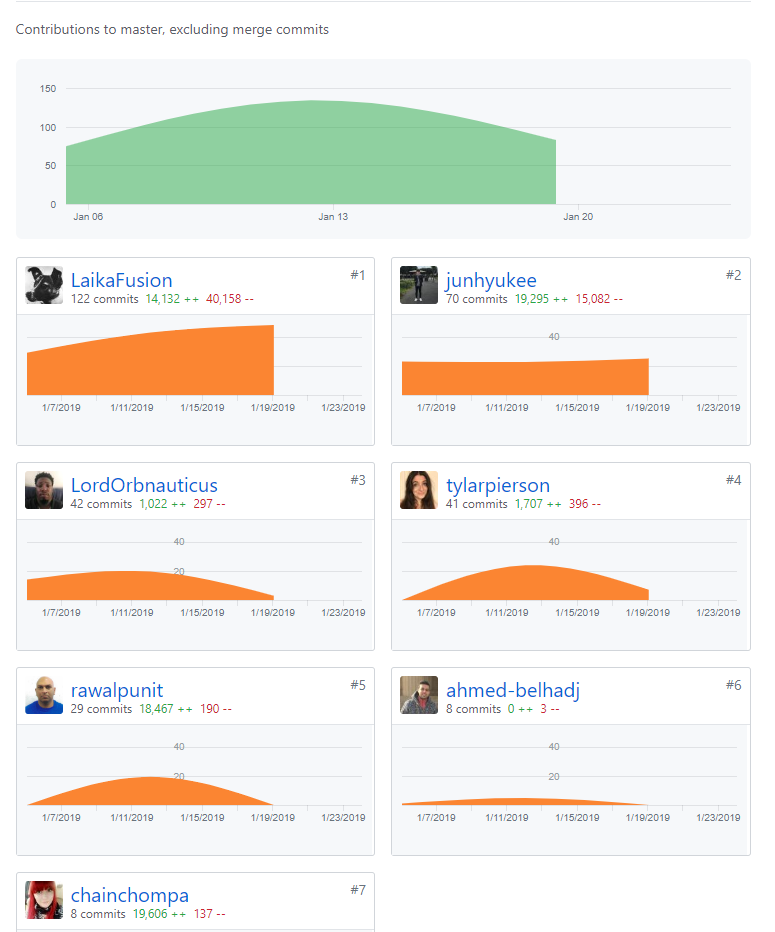 Contributions to master, excluding merge commits
150
100
50
0
Jan 06 Jan 13 Jan 20
LaikaFusion #1
122 commits 14,132 ++ 40,158 --
1/7/2019 1/11/2019 1/15/2019 1/19/2019 1/23/2019
junhyukee #2
70 commits 19,295 ++ 15,082 --
40
1/7/2019 1/11/2019 1/15/2019 1/19/2019 1/23/2019
LordOrbnauticus #3
42 commits 1,022 ++ 297 --
40
20
1/7/2019 1/11/2019 1/15/2019 1/19/2019 1/23/2019
tylarpierson #4
41 commits 1,707 ++ 396 --
40
1/7/2019 1/11/2019 1/15/2019 1/19/2019 1/23/2019
rawalpunit #5
29 commits 18,467 ++ 190 --
40
20
1/7/2019 1/11/2019 1/15/2019 1/19/2019 1/23/2019
ahmed-belhadj #6
8 commits 0 ++ 3 --
40
20
1/7/2019 1/11/2019 1/15/2019 1/19/2019 1/23/2019
chainchompa #7
8 commits 19,606 ++ 137 --